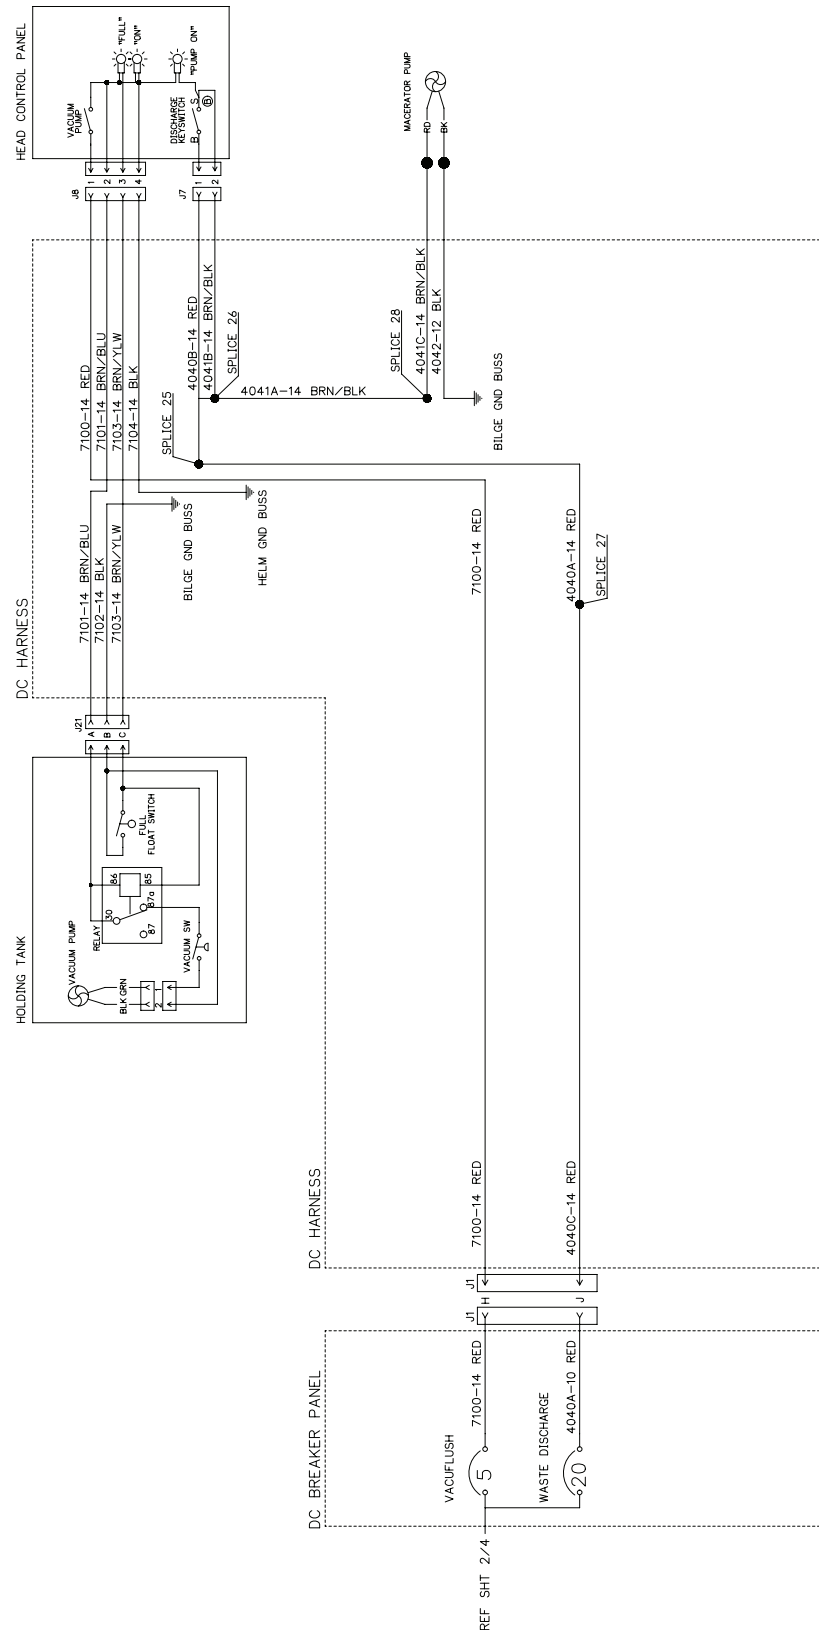 HEAD CONTROL PANEL
VACUUM
PUMP
"FULL"
"ON"
"PUMP ON"
DISCHARGE
KEYSWITCH
B
S
B
J8
1
2
3
4
J7
1
2
MACERATOR PUMP
RD
BK
7100-14 RED
7101-14 BRN/BLU
7103-14 BRN/YLW
7104-14 BLK
4040B-14 RED
4041B-14 BRN/BLK
SPLICE 25
SPLICE 26
4041A-14 BRN/BLK
SPLICE 28
4041C-14 BRN/BLK
4042-12 BLK
BILGE GND BUSS
DC HARNESS
7101-14 BRN/BLU
7102-14 BLK
7103-14 BRN/YLW
BILGE GND BUSS
HELM GND BUSS
7100-14 RED
4040A-14 RED
SPLICE 27
J21
A
B
C
HOLDING TANK
VACUUM PUMP
BLK
GRN
2
1
RELAY
30
86
85
87a
87
VACUUM SW
FULL
FLOAT SWITCH
DC HARNESS
7100-14 RED
4040C-14 RED
J1
J1
H
J
DC BREAKER PANEL
VACUFLUSH
5
7100-14 RED
WASTE DISCHARGE
20
4040A-10 RED
REF SHT 2/4